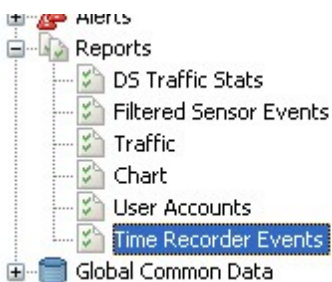 Alerts
Reports
DS Traffic Stats
Filtered Sensor Events
Traffic
Chart
User Accounts
Time Recorder Events
Global Common Data